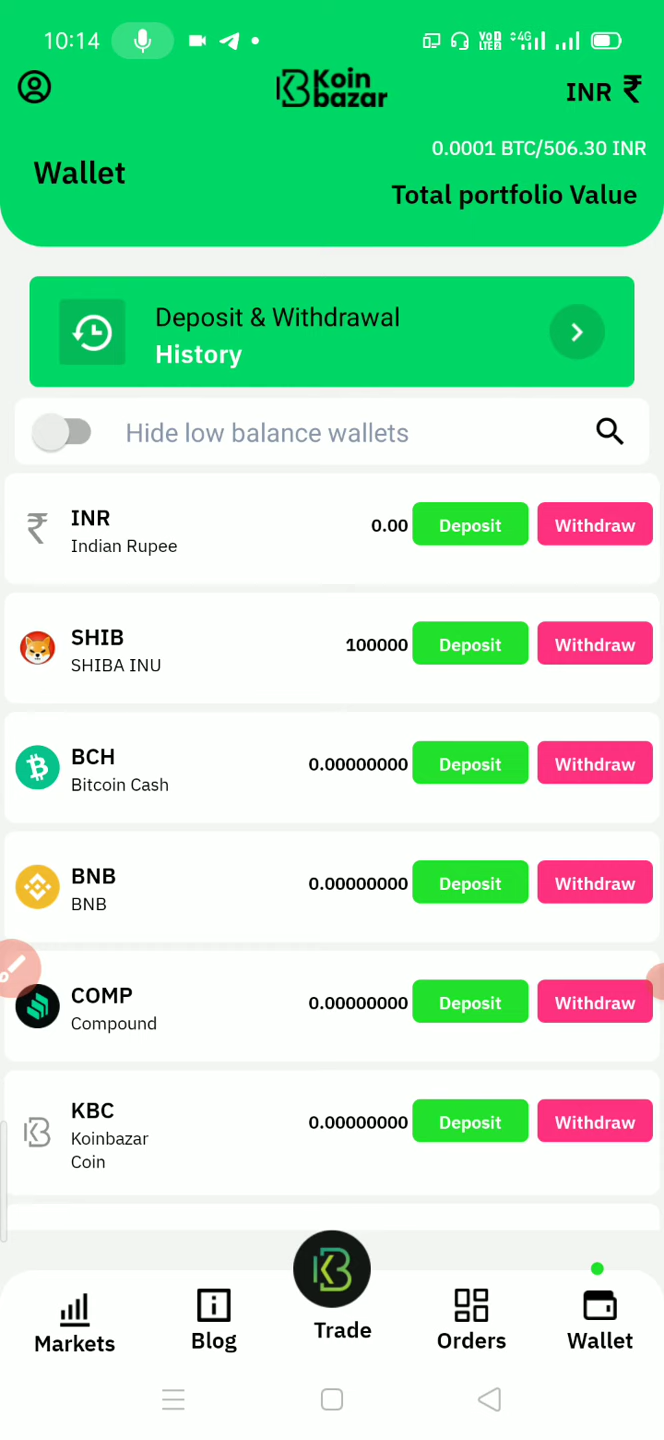 10:14 VoD LTE2 4G
Koin bazar INR ₹
0.0001 BTC/506.30 INR
Wallet
Total portfolio Value
Deposit & Withdrawal
History
Hide low balance wallets
INR 0.00 Deposit Withdraw
Indian Rupee
SHIB 100000 Deposit Withdraw
SHIBA INU
BCH 0.00000000 Deposit Withdraw
Bitcoin Cash
BNB 0.00000000 Deposit Withdraw
BNB
COMP 0.00000000 Deposit Withdraw
Compound
KBC 0.00000000 Deposit Withdraw
Koinbazar
Coin
Markets Blog Trade Orders Wallet